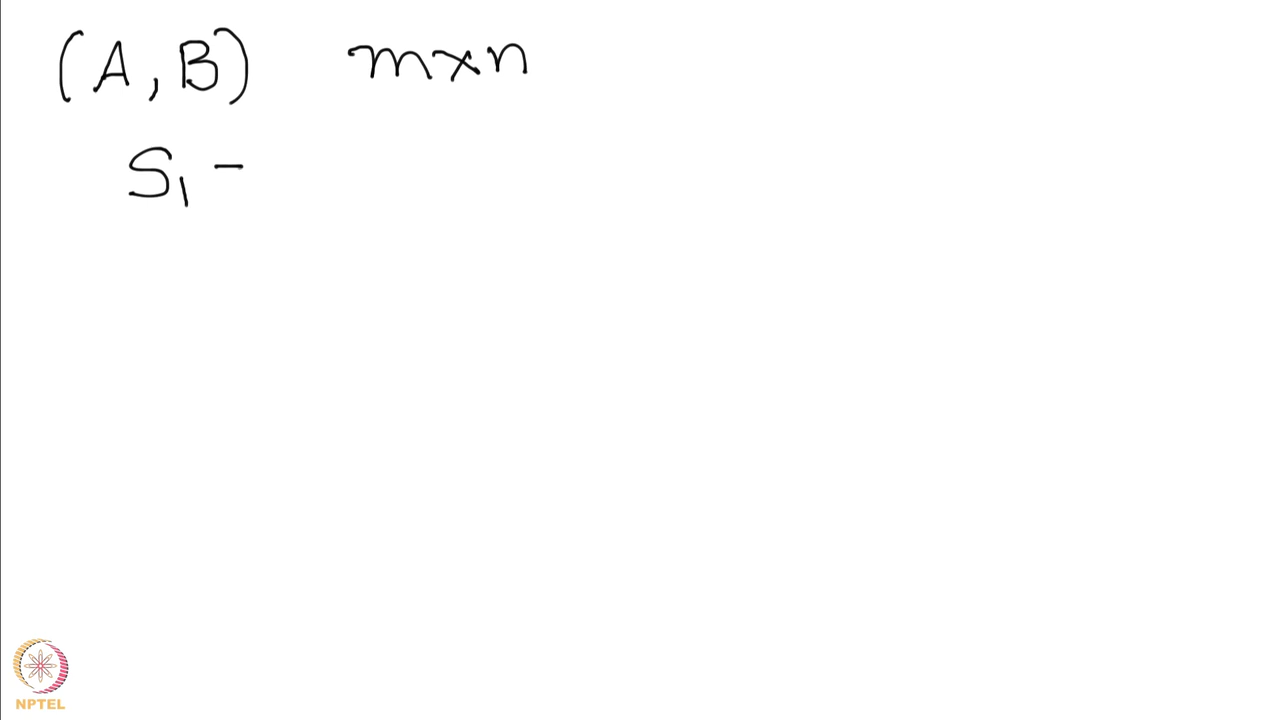 (A, B) m×n
S₁ –
NPTEL